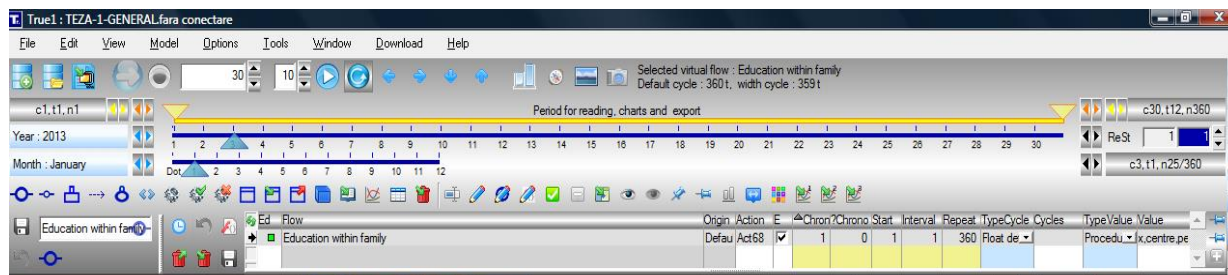 True1 : TEZA-1-GENERAL.fara conectare
File Edit View Model Options Tools Window Download Help
30 10 Selected virtual flow : Education within family
Default cycle : 360 t, width cycle : 359 t
c1,t1,n1 Period for reading, charts and export c30,t12,n360
Year : 2013 1 2 3 4 5 6 7 8 9 10 11 12 13 14 15 16 17 18 19 20 21 22 23 24 25 26 27 28 29 30 ReSt 1 1
Month : January Dot 1 2 3 4 5 6 7 8 9 10 11 12 c3,t1,n25/360
Ed Flow Origin Action E Chron ?Chrono Start Interval Repeat TypeCycle Cycles TypeValue Value
Education within family Education within family Defau Act68 1 0 1 1 360 Float de Procedu x,centre,pe